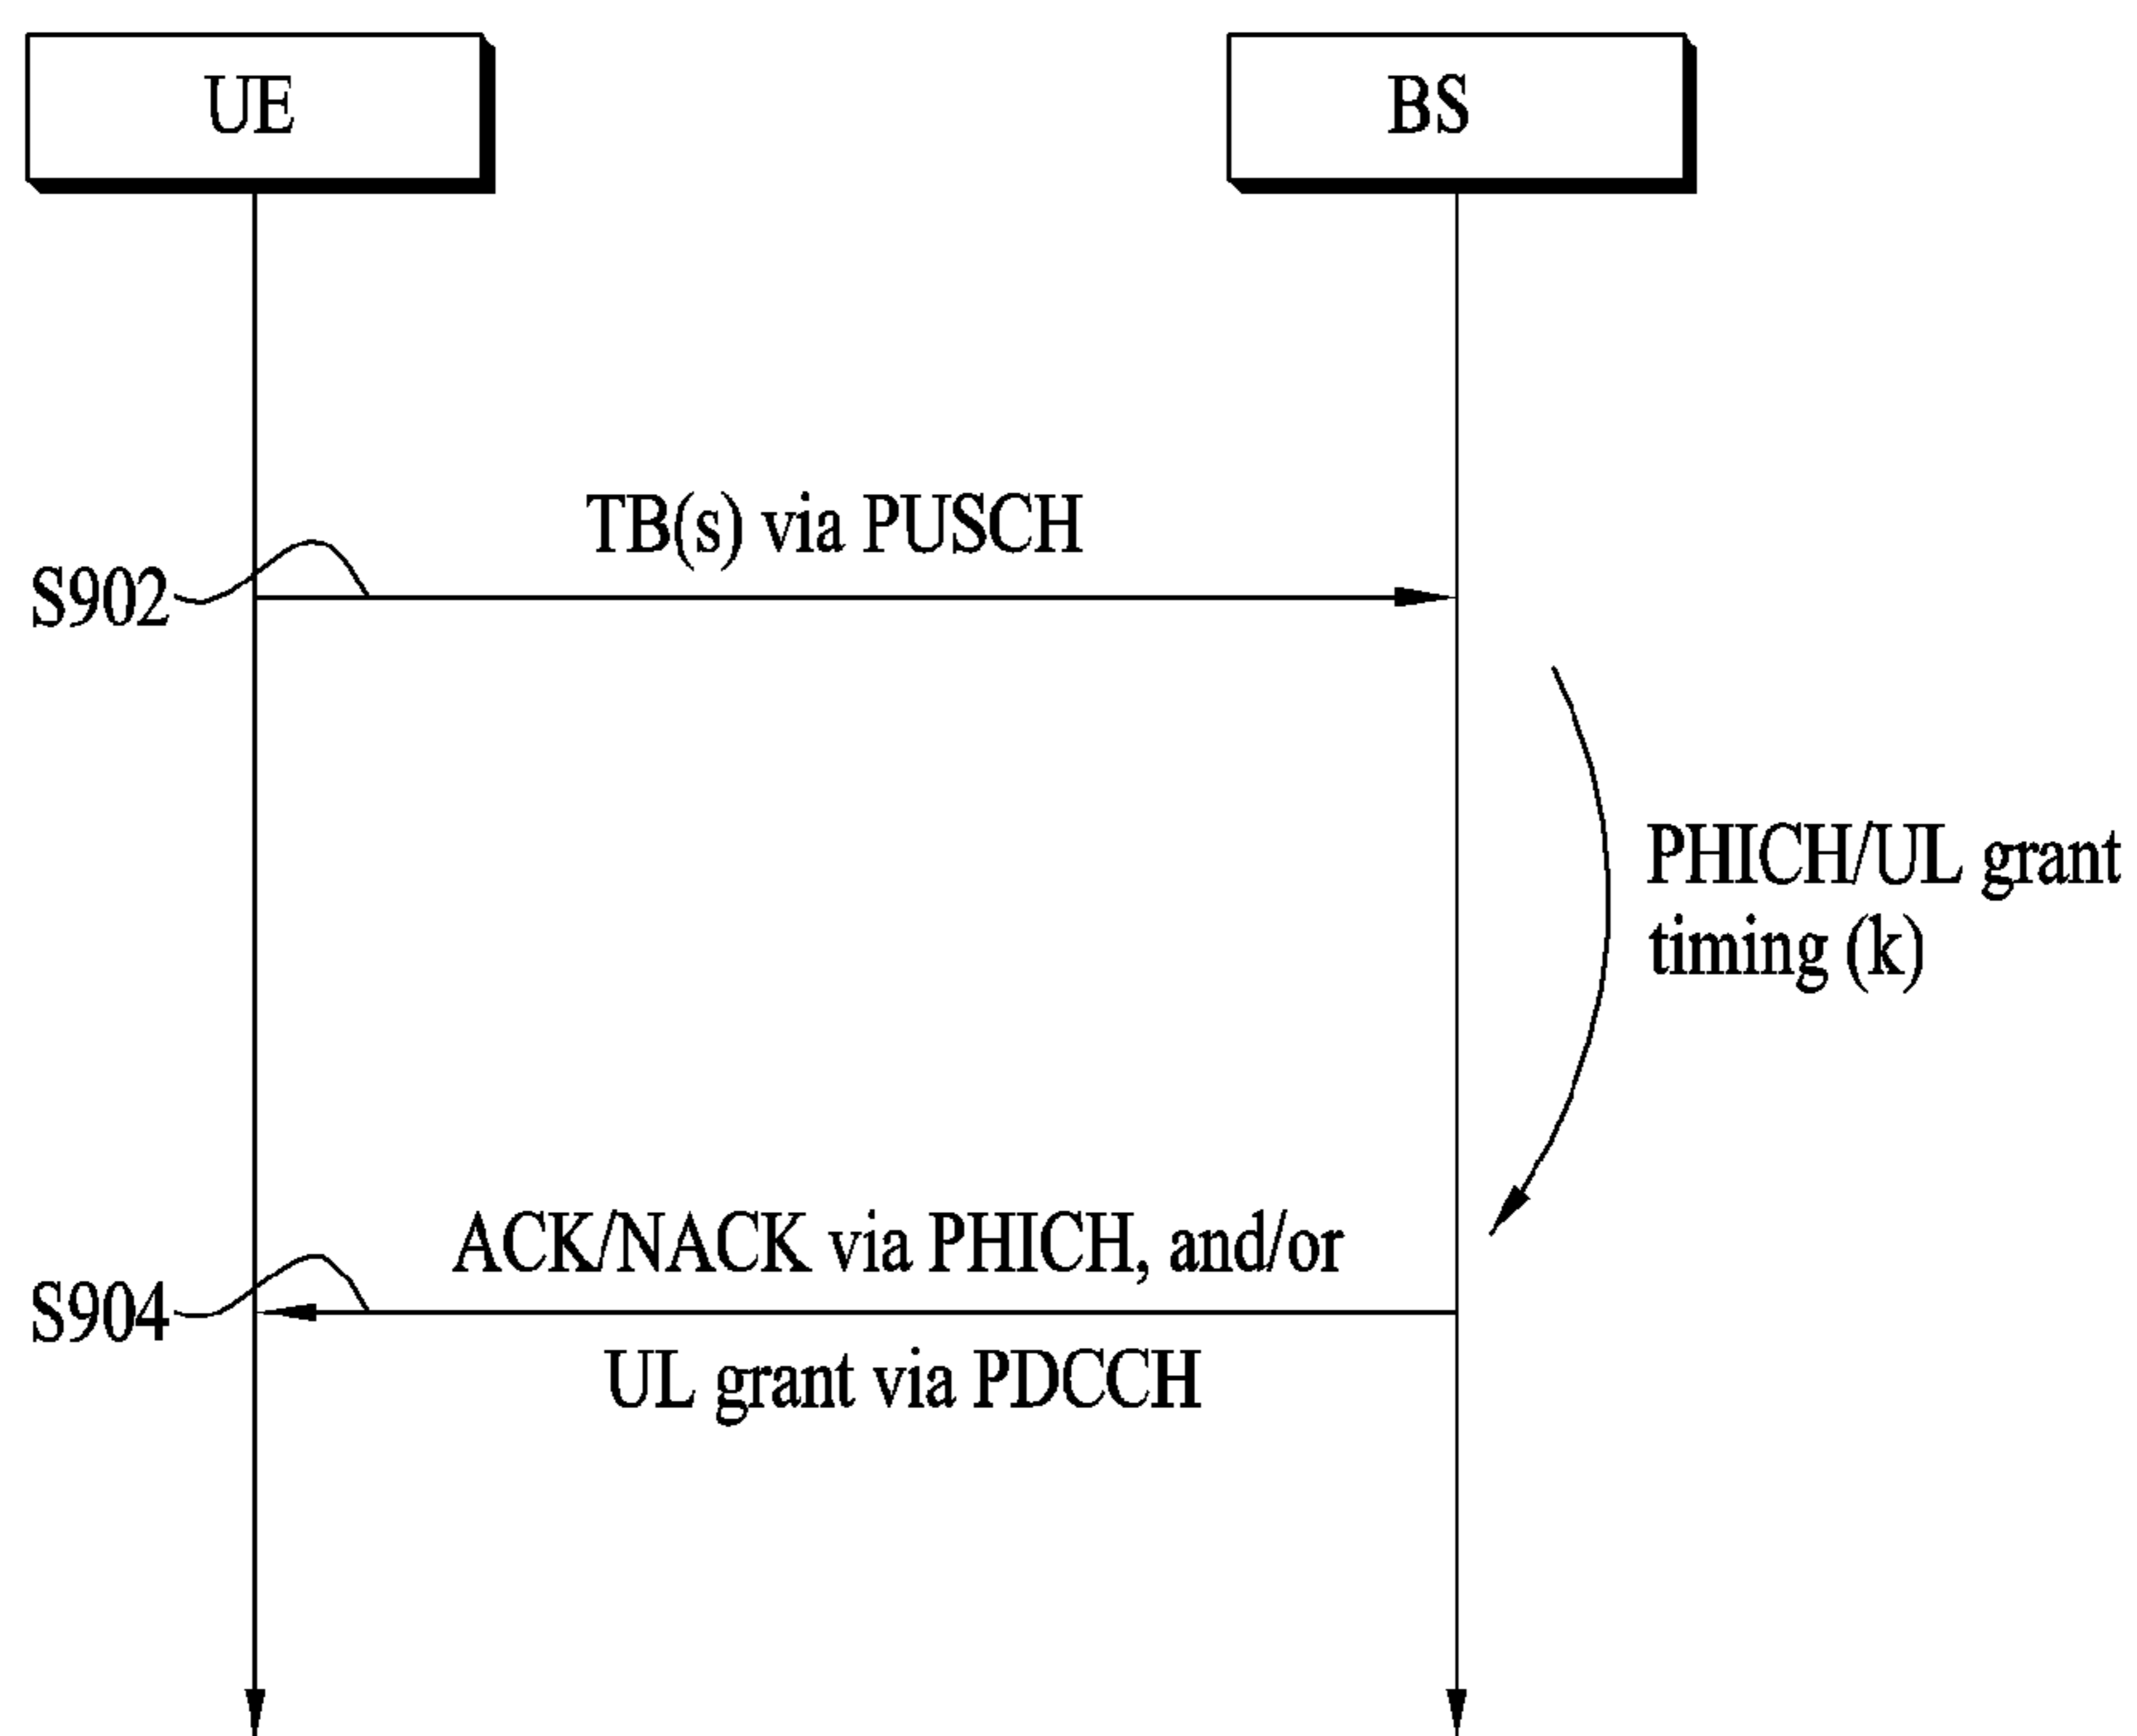 UE
BS
TB(s) via PUSCH
S902
PHICH/UL grant
timing (k)
ACK/NACK via PHICH, and/or
S904
UL grant via PDCCH